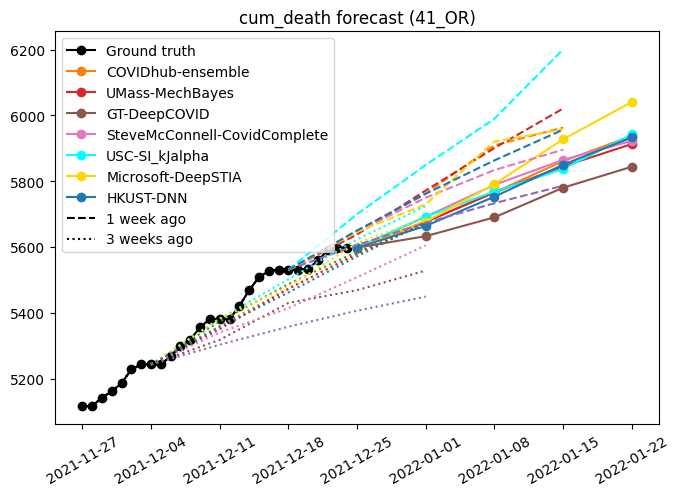 cum_death forecast (41_OR)
Ground truth
COVIDhub-ensemble
UMass-MechBayes
GT-DeepCOVID
SteveMcConnell-CovidComplete
USC-SI_kJalpha
Microsoft-DeepSTIA
HKUST-DNN
1 week ago
3 weeks ago
6200
6000
5800
5600
5400
5200
2021-11-27
2021-12-04
2021-12-11
2021-12-18
2021-12-25
2022-01-01
2022-01-08
2022-01-15
2022-01-22